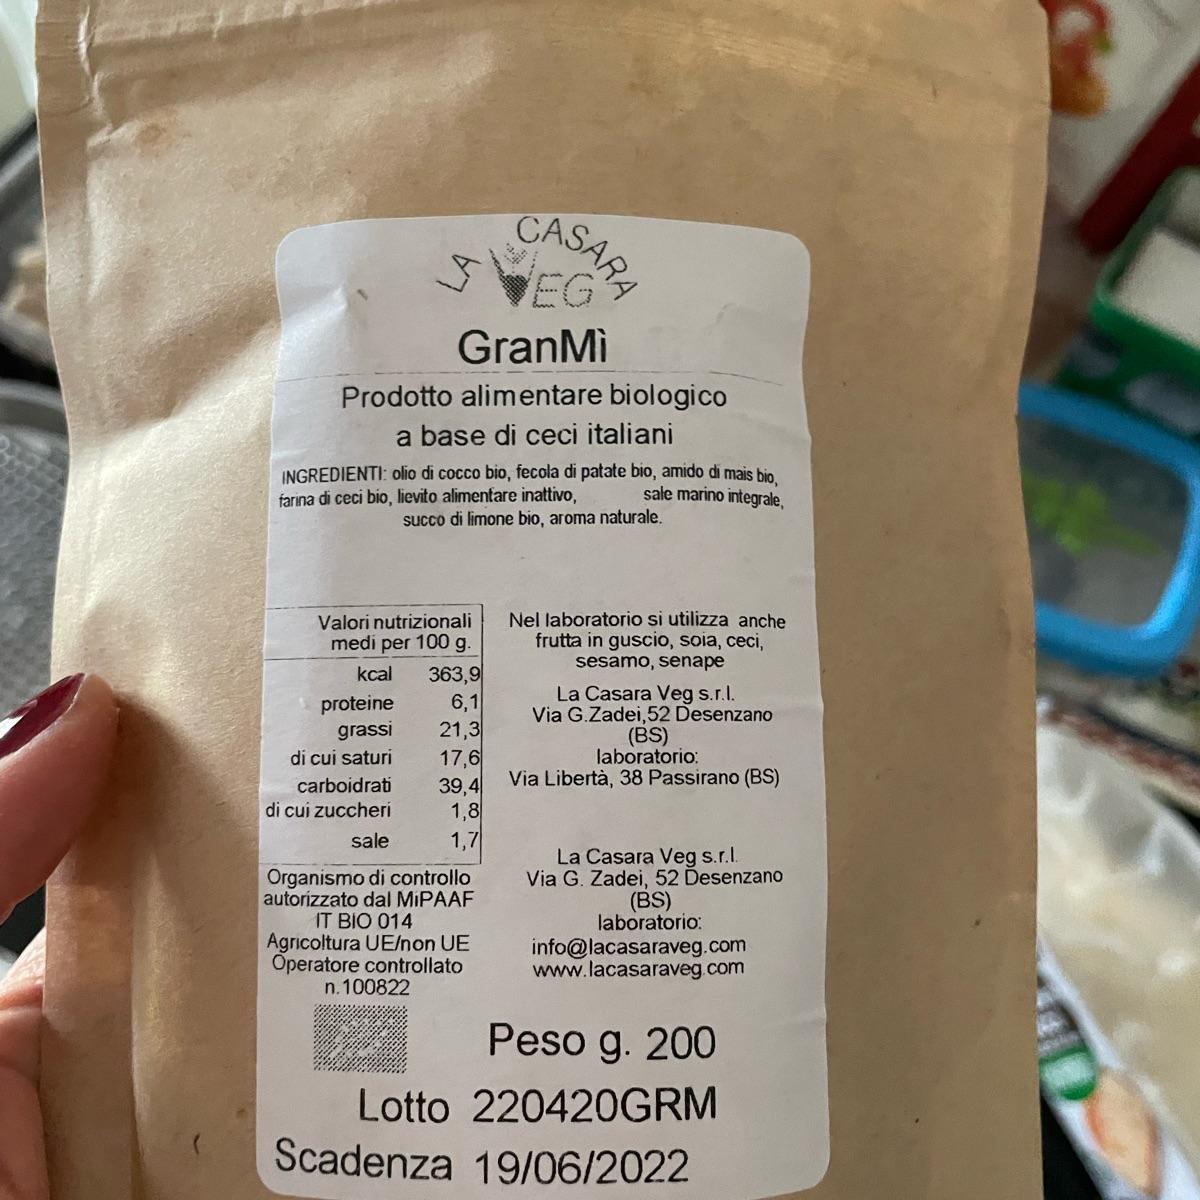 LA CASARA
VEG
GranMì
Prodotto alimentare biologico
a base di ceci italiani
INGREDIENTI: olio di cocco bio, fecola di patate bio, amido di mais bio,
farina di ceci bio, lievito alimentare inattivo, sale marino integrale,
succo di limone bio, aroma naturale.
Valori nutrizionali
medi per 100 g.
kcal 363,9
proteine 6,1
grassi 21,3
di cui saturi 17,6
carboidrati 39,4
di cui zuccheri 1,8
sale 1,7
Organismo di controllo
autorizzato dal MiPAAF
IT BIO 014
Agricoltura UE/non UE
Operatore controllato
n.100822
Nel laboratorio si utilizza anche
frutta in guscio, soia, ceci,
sesamo, senape
La Casara Veg s.r.l.
Via G.Zadei,52 Desenzano
(BS)
laboratorio:
Via Libertà, 38 Passirano (BS)
La Casara Veg s.r.l.
Via G. Zadei, 52 Desenzano
(BS)
laboratorio:
info@lacasaraveg.com
www.lacasaraveg.com
Peso g. 200
Lotto 220420GRM
Scadenza 19/06/2022